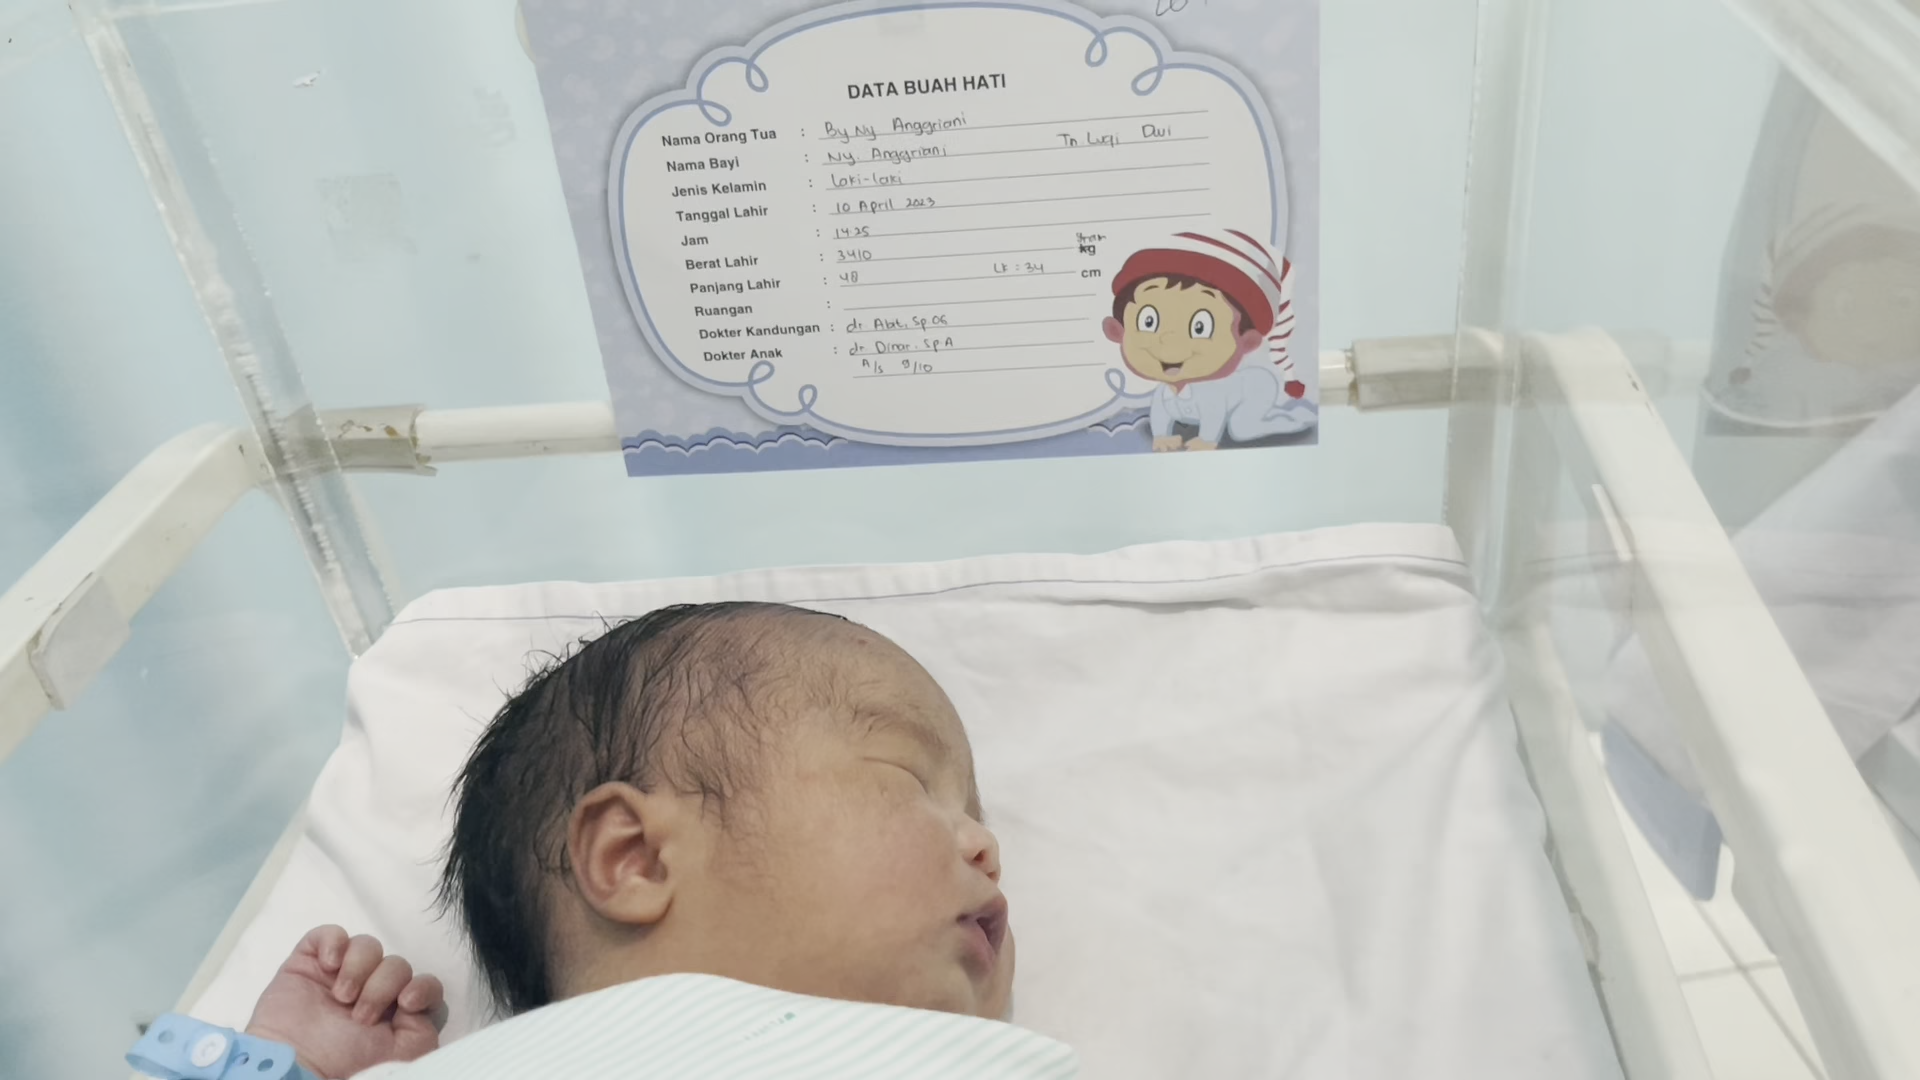 DATA BUAH HATI
Nama Orang Tua : By Ny Anggriani
Nama Bayi : Ny. Anggriani Tn. Luqi Dwi
Jenis Kelamin : Laki-laki
Tanggal Lahir : 10 April 2023
Jam : 14.25
Berat Lahir : 3410 gram kg
Panjang Lahir : 48 LK : 34 cm
Ruangan :
Dokter Kandungan : dr. Abt, Sp.OG
Dokter Anak : dr. Dinar. Sp.A
A/s 9/10